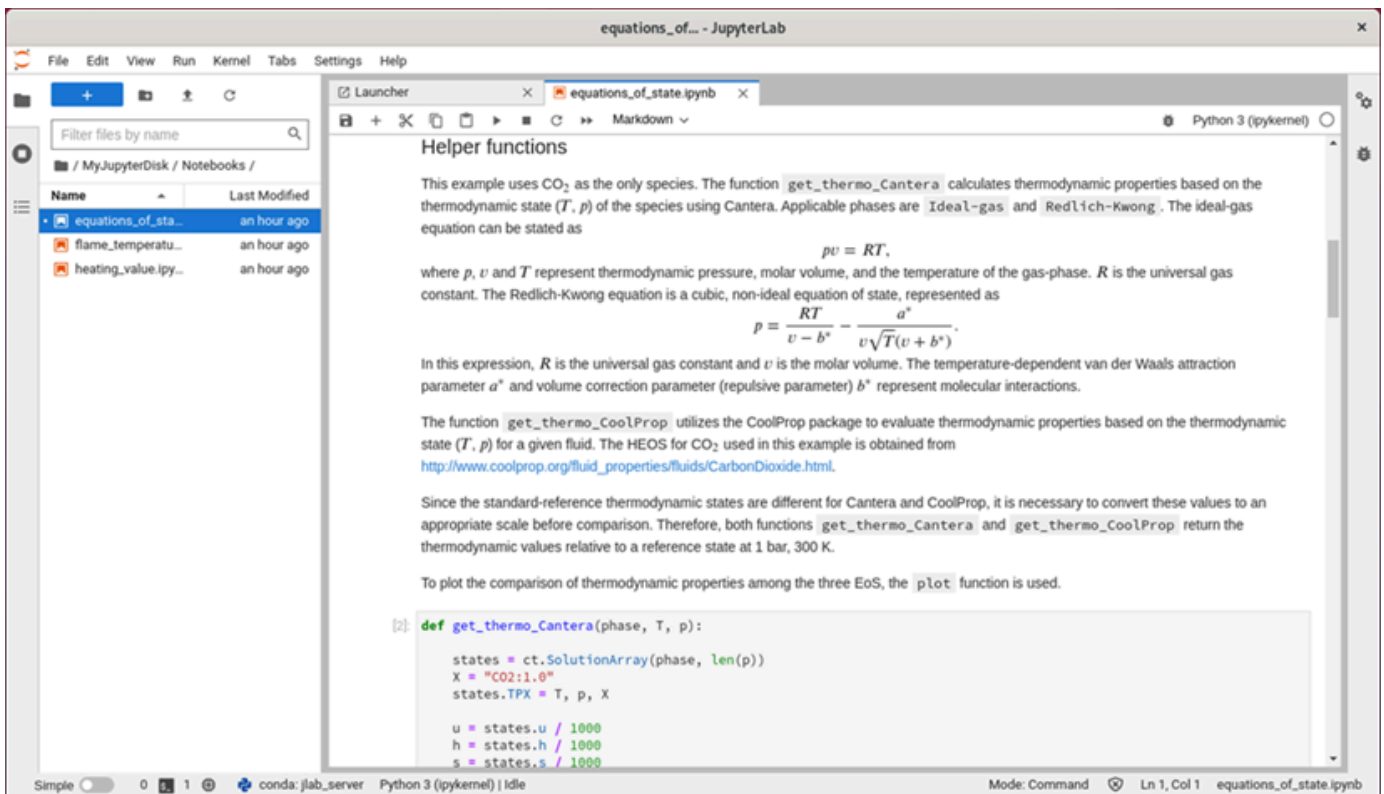 equations_of... - JupyterLab
File Edit View Run Kernel Tabs Settings Help
Filter files by name
/ MyJupyterDisk / Notebooks /
Name Last Modified
equations_of_sta... an hour ago
flame_temperatu... an hour ago
heating_value.ipy... an hour ago
Launcher equations_of_state.ipynb
Markdown Python 3 (ipykernel)
Helper functions
This example uses CO₂ as the only species. The function get_thermo_Cantera calculates thermodynamic properties based on the
thermodynamic state (T, p) of the species using Cantera. Applicable phases are Ideal-gas and Redlich-Kwong . The ideal-gas
equation can be stated as
pv = RT,
where p, v and T represent thermodynamic pressure, molar volume, and the temperature of the gas-phase. R is the universal gas
constant. The Redlich-Kwong equation is a cubic, non-ideal equation of state, represented as
p = RT / (v − b*) − a* / (v√T(v + b*)).
In this expression, R is the universal gas constant and v is the molar volume. The temperature-dependent van der Waals attraction
parameter a* and volume correction parameter (repulsive parameter) b* represent molecular interactions.
The function get_thermo_CoolProp utilizes the CoolProp package to evaluate thermodynamic properties based on the thermodynamic
state (T, p) for a given fluid. The HEOS for CO₂ used in this example is obtained from
http://www.coolprop.org/fluid_properties/fluids/CarbonDioxide.html.
Since the standard-reference thermodynamic states are different for Cantera and CoolProp, it is necessary to convert these values to an
appropriate scale before comparison. Therefore, both functions get_thermo_Cantera and get_thermo_CoolProp return the
thermodynamic values relative to a reference state at 1 bar, 300 K.
To plot the comparison of thermodynamic properties among the three EoS, the plot function is used.
[2]: def get_thermo_Cantera(phase, T, p):
states = ct.SolutionArray(phase, len(p))
X = "CO2:1.0"
states.TPX = T, p, X
u = states.u / 1000
h = states.h / 1000
s = states.s / 1000
Simple 0 1 conda: jlab_server Python 3 (ipykernel) | Idle Mode: Command Ln 1, Col 1 equations_of_state.ipynb